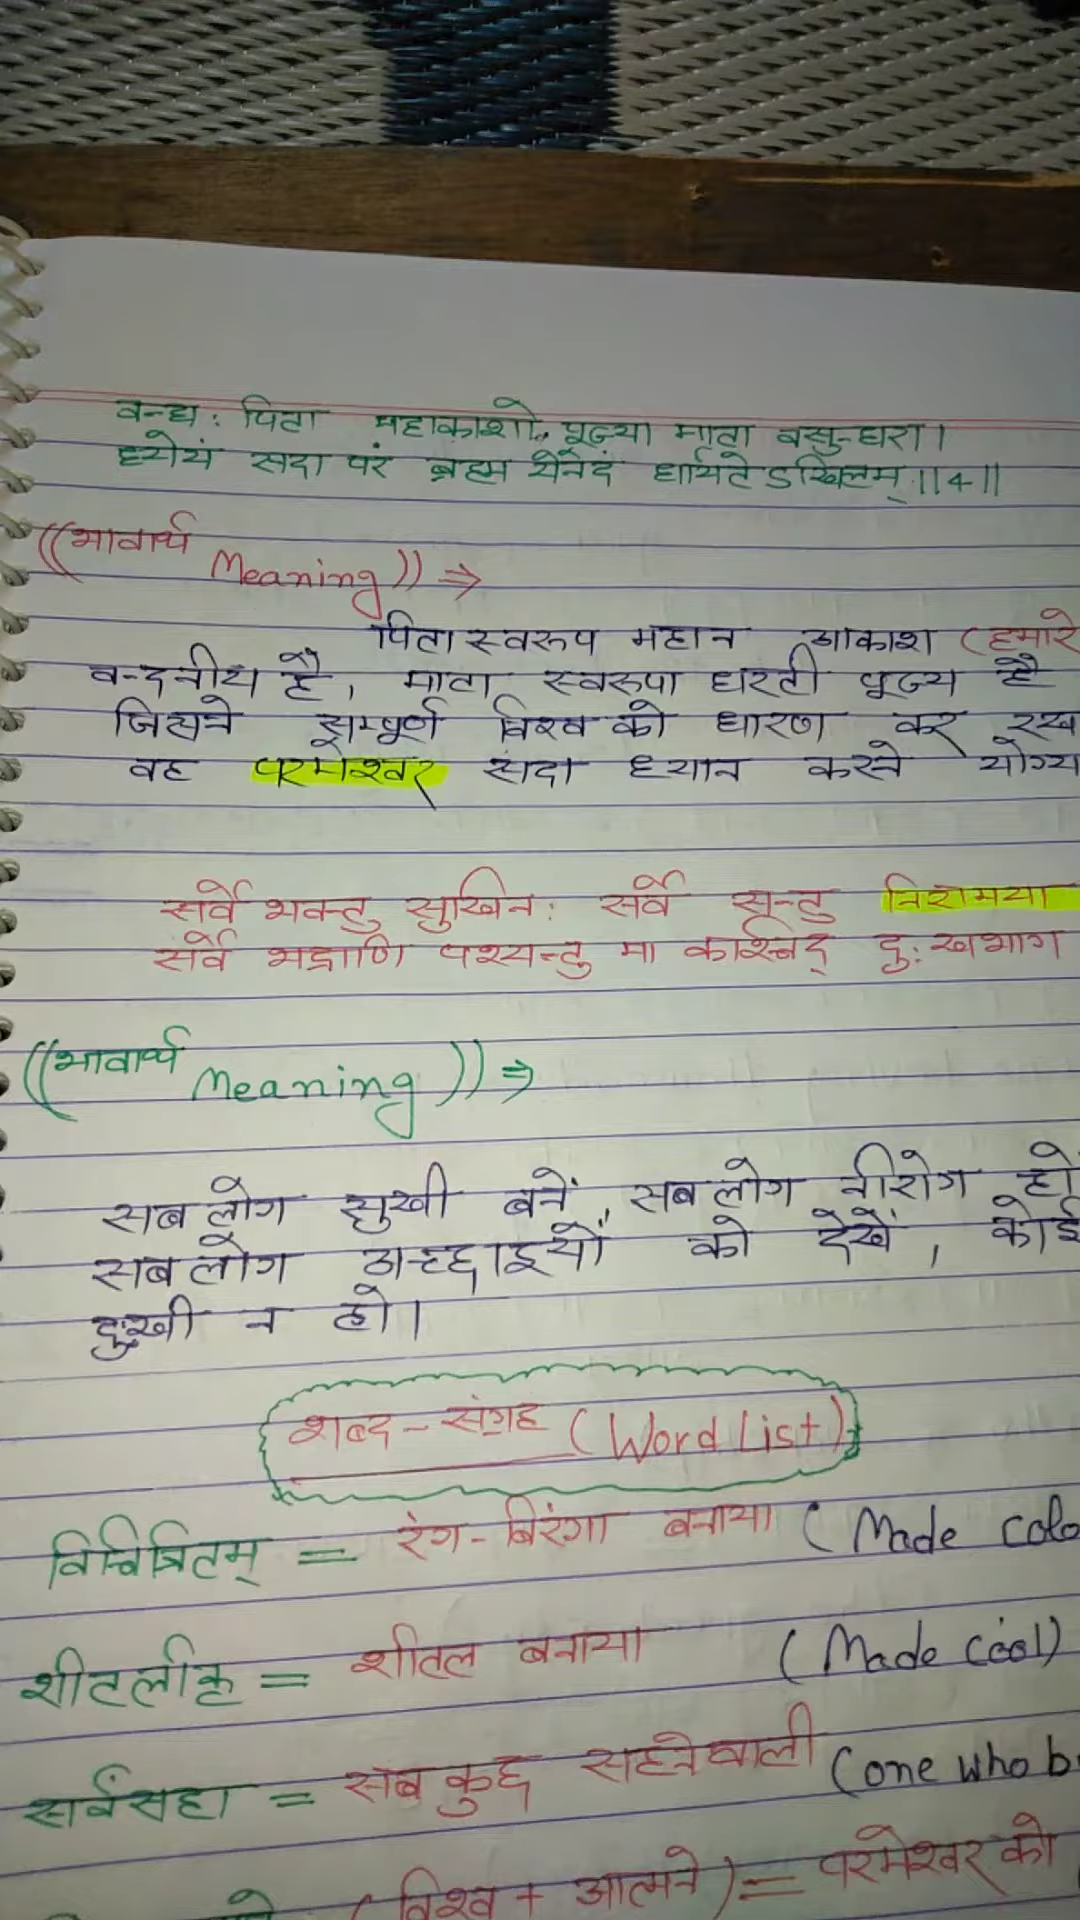 वन्द्य: पिता महाकाशो, पूज्या माता वसुन्धरा।
ध्येयं सदा परं ब्रह्म येनेदं धार्यतेऽखिलम् ॥4॥
((भावार्थ
Meaning)) ⇒
पिता स्वरुप महान आकाश (हमारे
वन्दनीय है, माता स्वरुपा धरती पूज्य है
जिसने सम्पूर्ण विश्व को धारण कर रख
वह परमेश्वर सदा ध्यान करने योग्य
सर्वे भवन्तु सुखिन: सर्वे सन्तु निरामया
सर्वे भद्राणि पश्यन्तु मा कश्चिद् दु:खभाग
((भावार्थ
Meaning)) ⇒
सब लोग सुखी बनें, सब लोग नीरोग हो
सब लोग अच्छाइयों को देखें, कोई
दु:खी न हो।
शब्द-संग्रह (Word List)
विचित्रितम् = रंग-बिरंगा बनाया (Made colo
= शीतल बनाया (Made cool)
सर्वंसहा = सब कुछ सहनेवाली (one who b
(विश्व + आत्मने) = परमेश्वर को